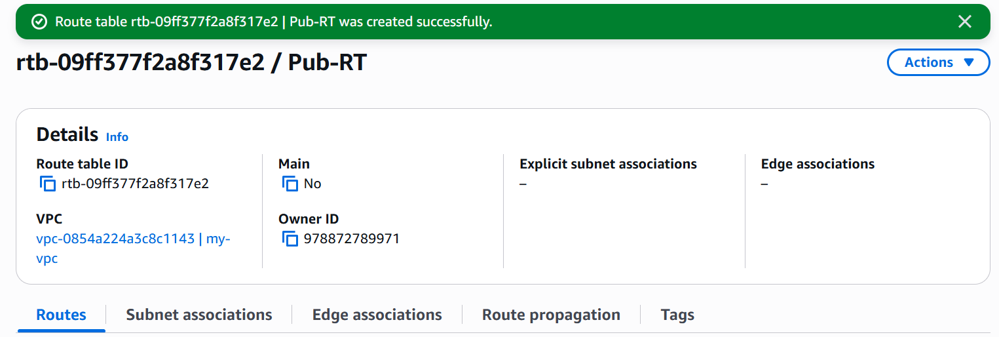 Route table rtb-09ff377f2a8f317e2 | Pub-RT was created successfully.
rtb-09ff377f2a8f317e2 / Pub-RT
Actions
Details Info
Route table ID
rtb-09ff377f2a8f317e2
Main
No
Explicit subnet associations
–
Edge associations
–
VPC
vpc-0854a224a3c8c1143 | my-
vpc
Owner ID
978872789971
Routes
Subnet associations
Edge associations
Route propagation
Tags